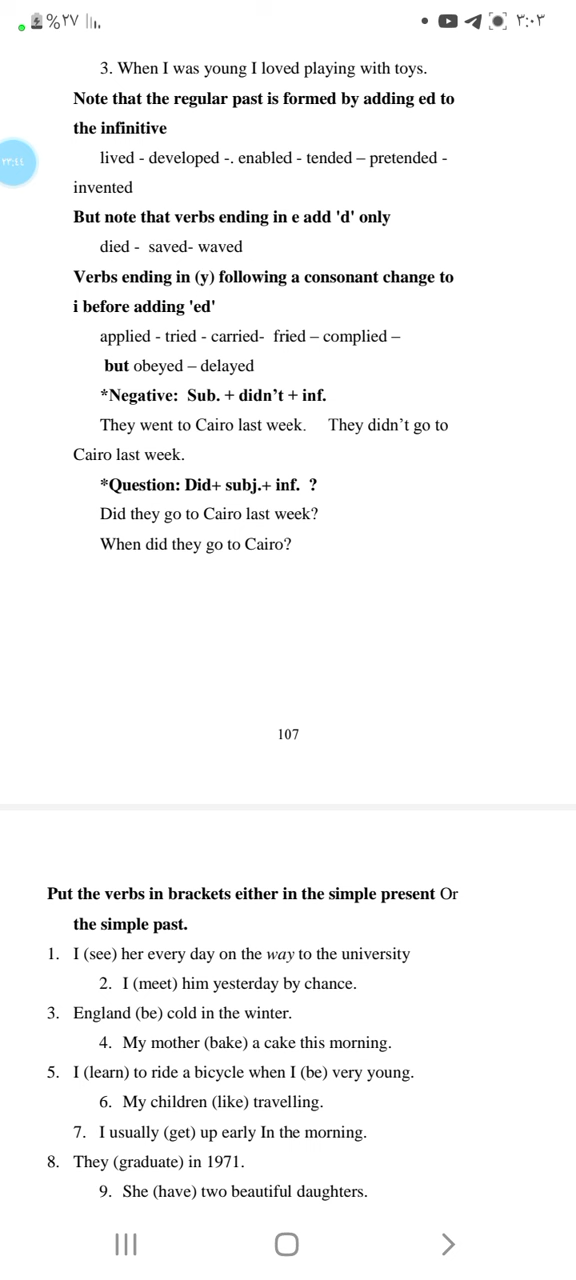 %٢٧
٣:٠٣
3. When I was young I loved playing with toys.
Note that the regular past is formed by adding ed to
the infinitive
lived - developed -. enabled - tended – pretended -
invented
But note that verbs ending in e add 'd' only
died - saved- waved
Verbs ending in (y) following a consonant change to
i before adding 'ed'
applied - tried - carried- fried – complied –
but obeyed – delayed
*Negative: Sub. + didn't + inf.
They went to Cairo last week. They didn't go to
Cairo last week.
*Question: Did+ subj.+ inf. ?
Did they go to Cairo last week?
When did they go to Cairo?
107
Put the verbs in brackets either in the simple present Or
the simple past.
1. I (see) her every day on the way to the university
2. I (meet) him yesterday by chance.
3. England (be) cold in the winter.
4. My mother (bake) a cake this morning.
5. I (learn) to ride a bicycle when I (be) very young.
6. My children (like) travelling.
7. I usually (get) up early In the morning.
8. They (graduate) in 1971.
9. She (have) two beautiful daughters.